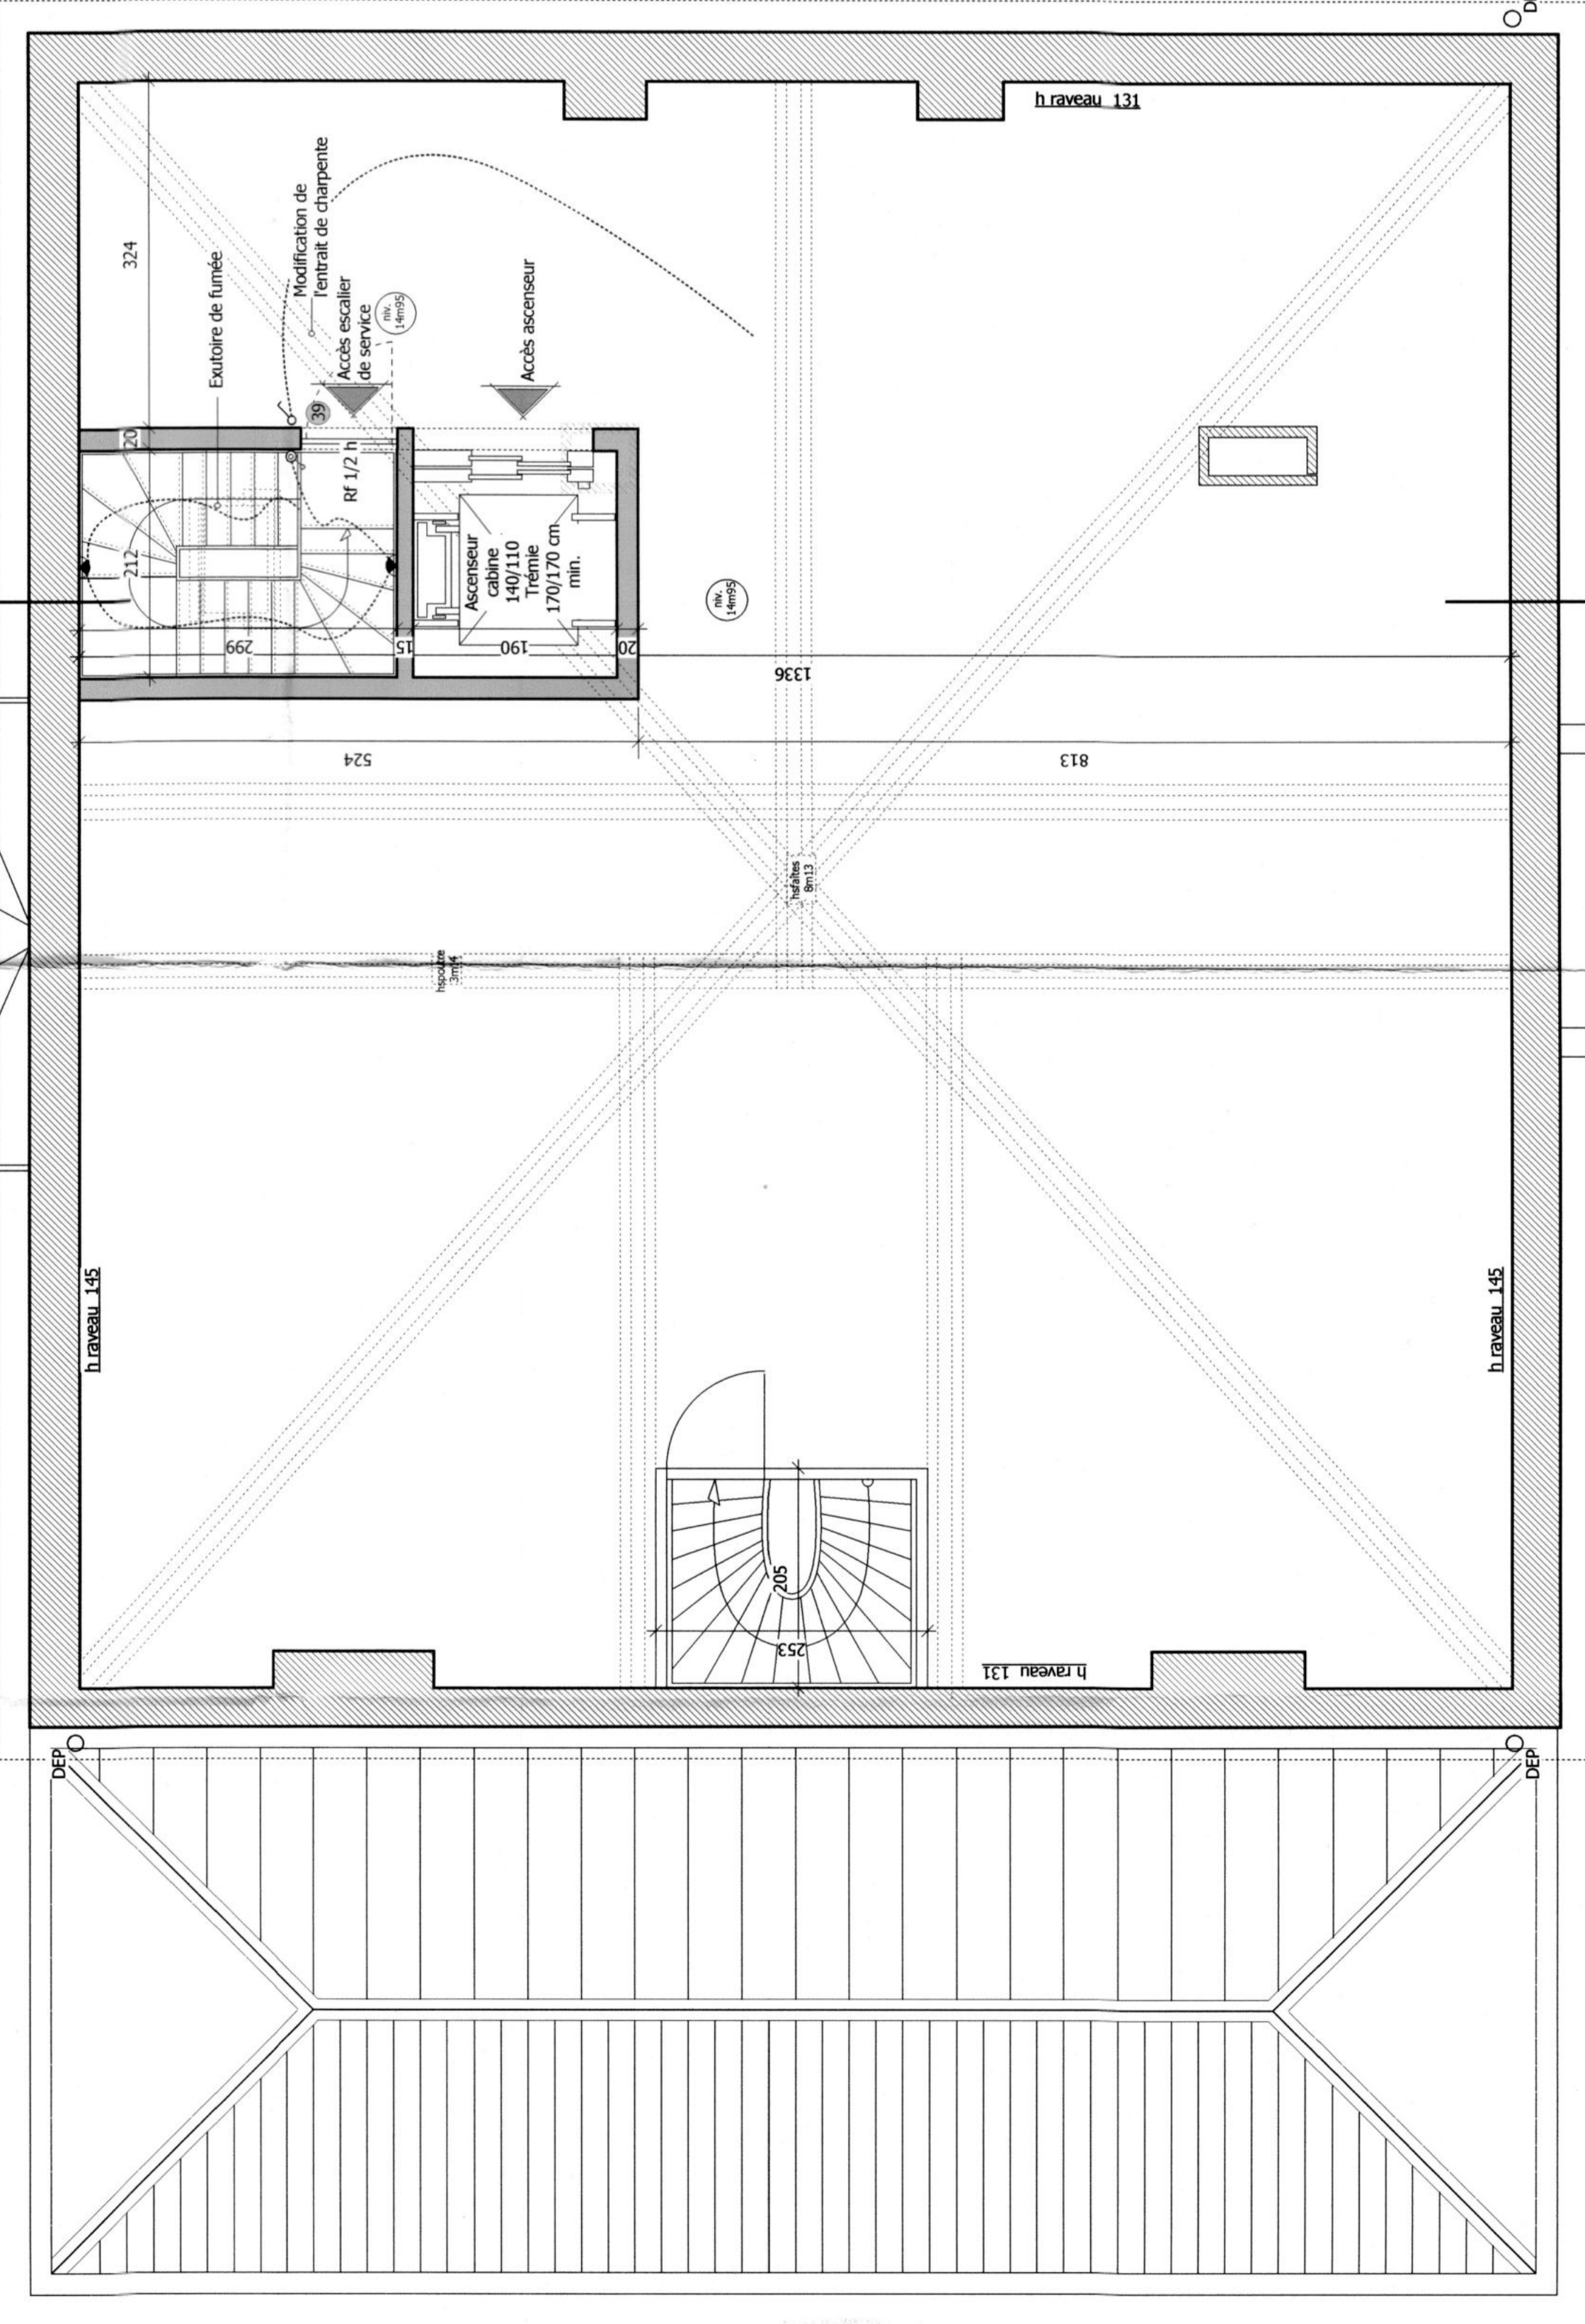 D
h raveau 131
324
Exutoire de fumée
Modification de
l'entrait de charpente
Accès escalier
de service
niv.
14m95
Accès ascenseur
39
20
Rf 1/2 h
212
Ascenseur
cabine
140/110
Trémie
170/170 cm
min.
niv.
14m95
299
15
190
20
1336
524
813
hsfaîtes
8m13
hspoutre
3m14
h raveau 145
h raveau 145
205
253
h raveau 131
DEP
DEP